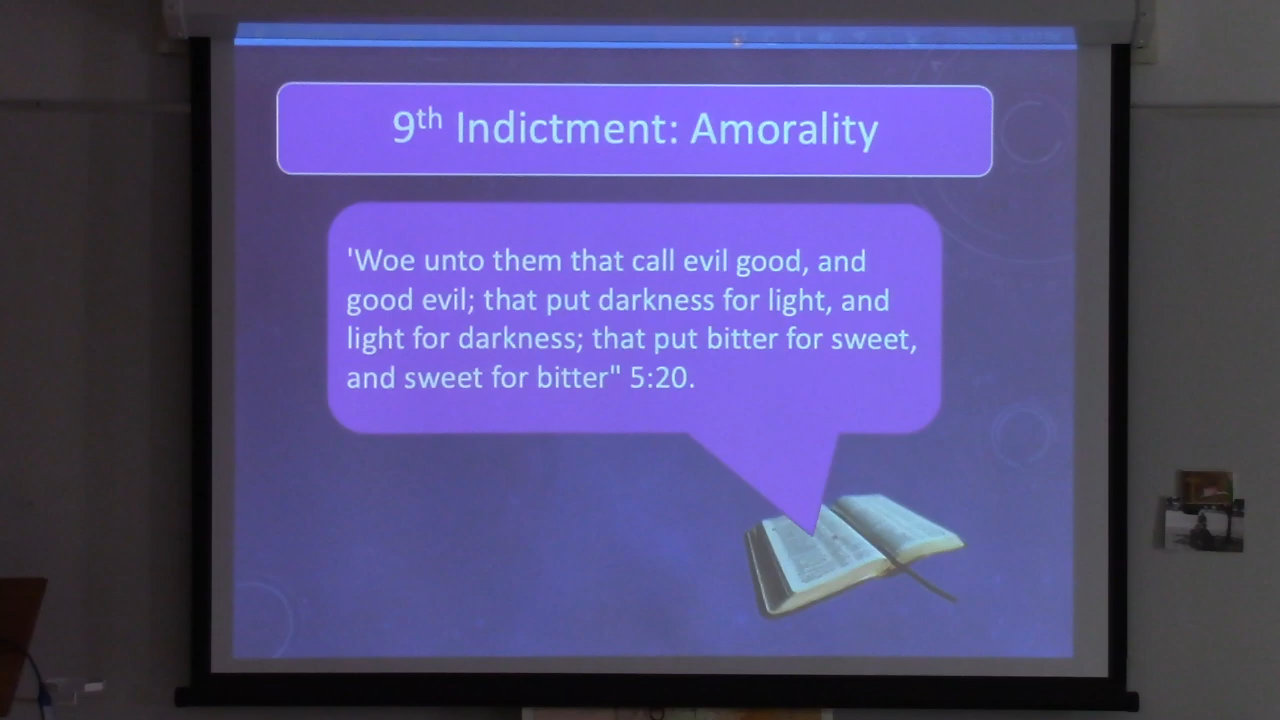 9th Indictment: Amorality
'Woe unto them that call evil good, and
good evil; that put darkness for light, and
light for darkness; that put bitter for sweet,
and sweet for bitter" 5:20.